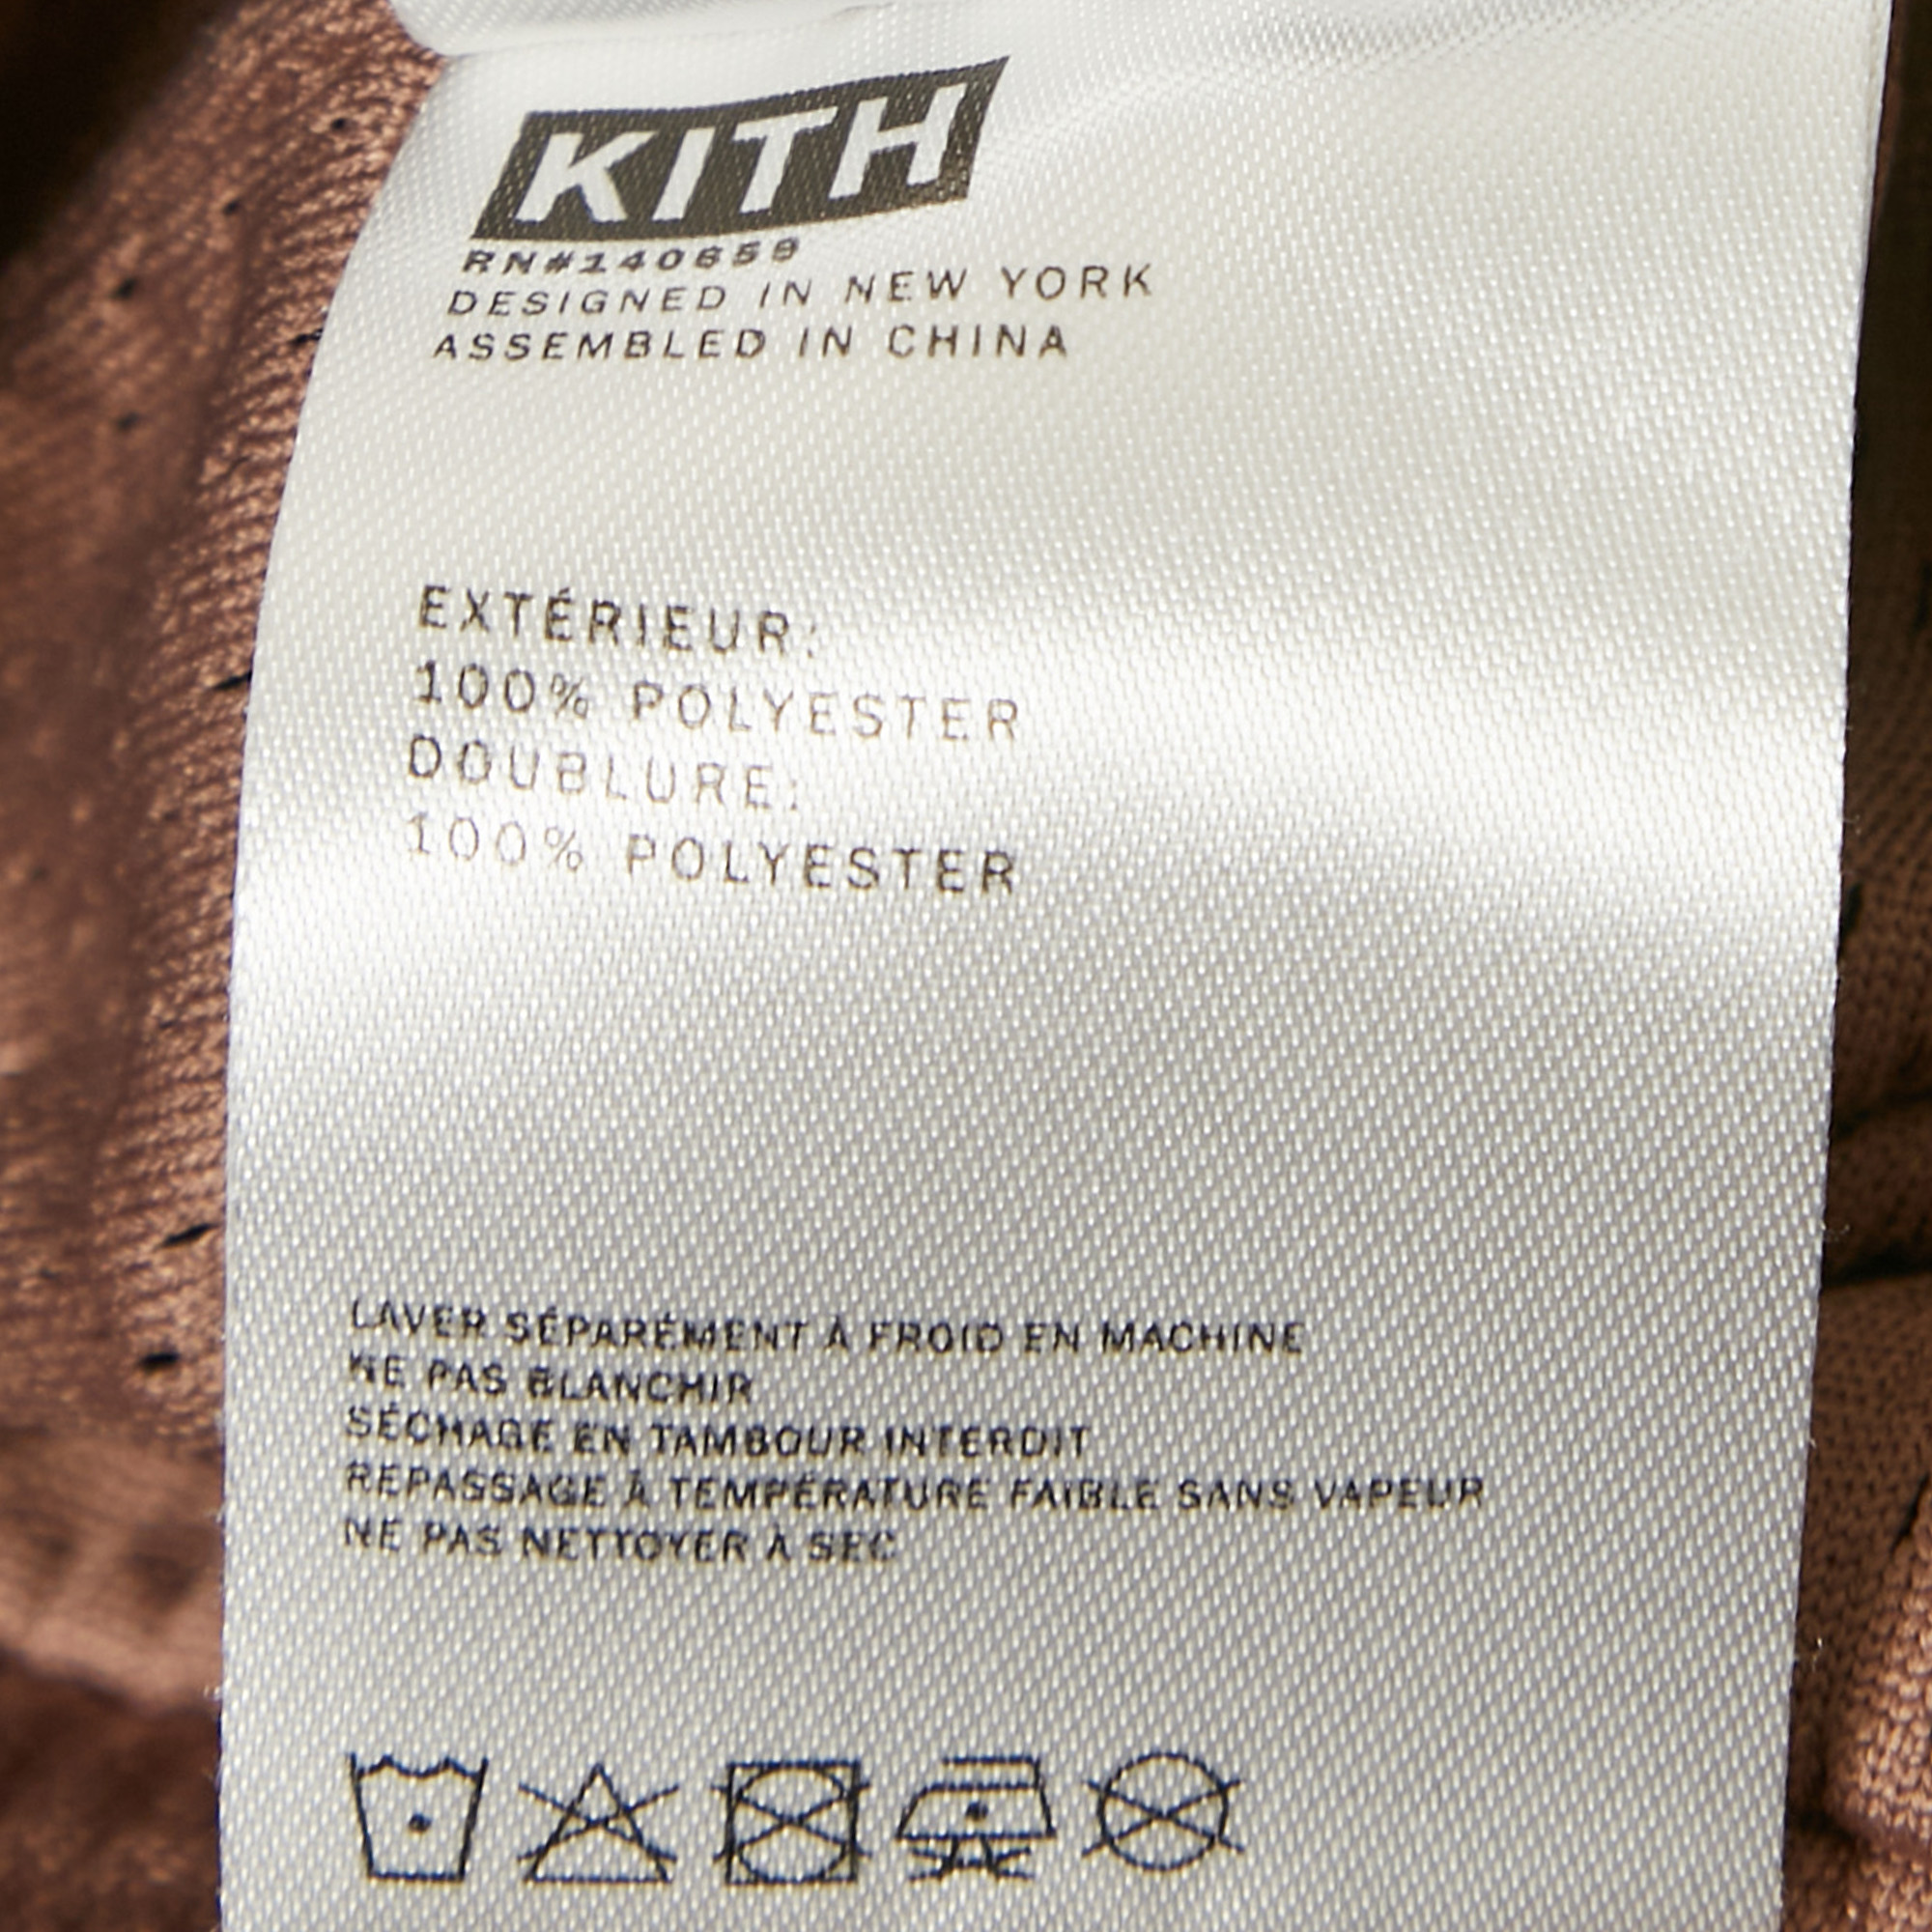 KITH
RN#140659
DESIGNED IN NEW YORK
ASSEMBLED IN CHINA
EXTÉRIEUR:
100% POLYESTER
DOUBLURE:
100% POLYESTER
LAVER SÉPARÉMENT À FROID EN MACHINE
NE PAS BLANCHIR
SÉCHAGE EN TAMBOUR INTERDIT
REPASSAGE À TEMPÉRATURE FAIBLE SANS VAPEUR
NE PAS NETTOYER À SEC